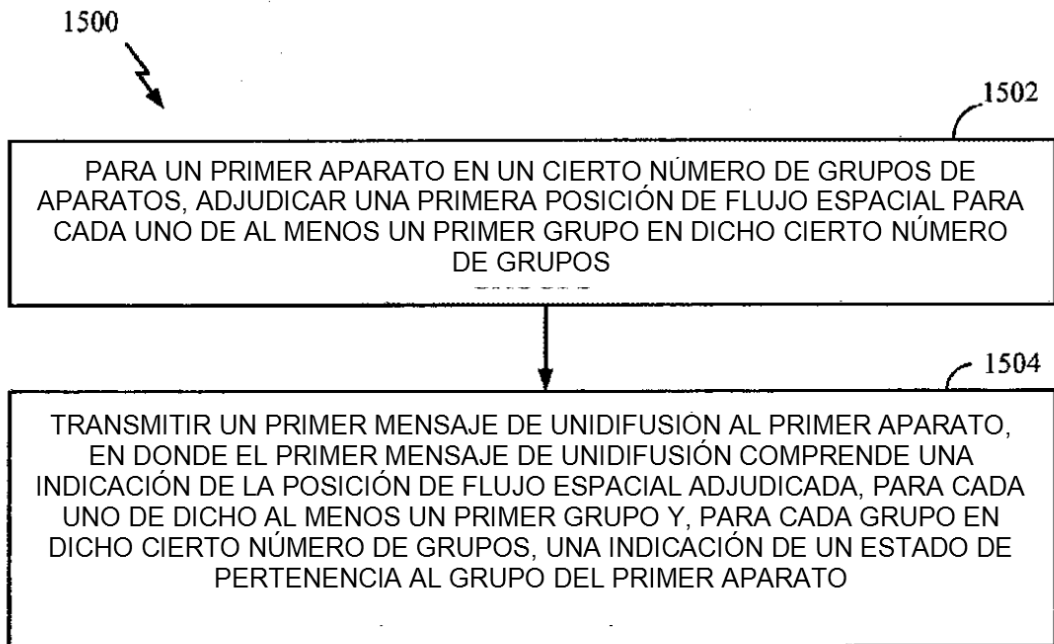 1500
1502
PARA UN PRIMER APARATO EN UN CIERTO NÚMERO DE GRUPOS DE
APARATOS, ADJUDICAR UNA PRIMERA POSICIÓN DE FLUJO ESPACIAL PARA
CADA UNO DE AL MENOS UN PRIMER GRUPO EN DICHO CIERTO NÚMERO
DE GRUPOS
1504
TRANSMITIR UN PRIMER MENSAJE DE UNIDIFUSIÓN AL PRIMER APARATO,
EN DONDE EL PRIMER MENSAJE DE UNIDIFUSIÓN COMPRENDE UNA
INDICACIÓN DE LA POSICIÓN DE FLUJO ESPACIAL ADJUDICADA, PARA CADA
UNO DE DICHO AL MENOS UN PRIMER GRUPO Y, PARA CADA GRUPO EN
DICHO CIERTO NÚMERO DE GRUPOS, UNA INDICACIÓN DE UN ESTADO DE
PERTENENCIA AL GRUPO DEL PRIMER APARATO